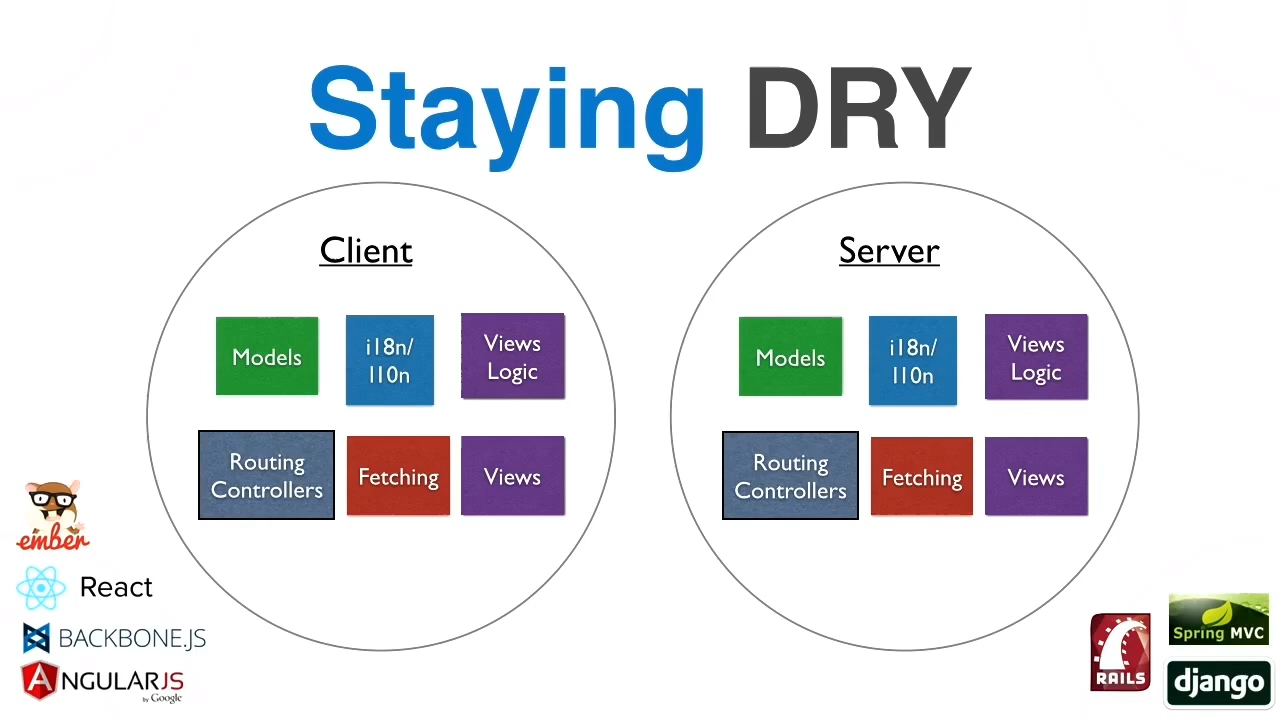 Staying DRY
Client
Models
i18n/
l10n
Views
Logic
Routing
Controllers
Fetching
Views
Server
Models
i18n/
l10n
Views
Logic
Routing
Controllers
Fetching
Views
ember
React
BACKBONE.JS
ANGULARJS
by Google
RAILS
Spring MVC
django